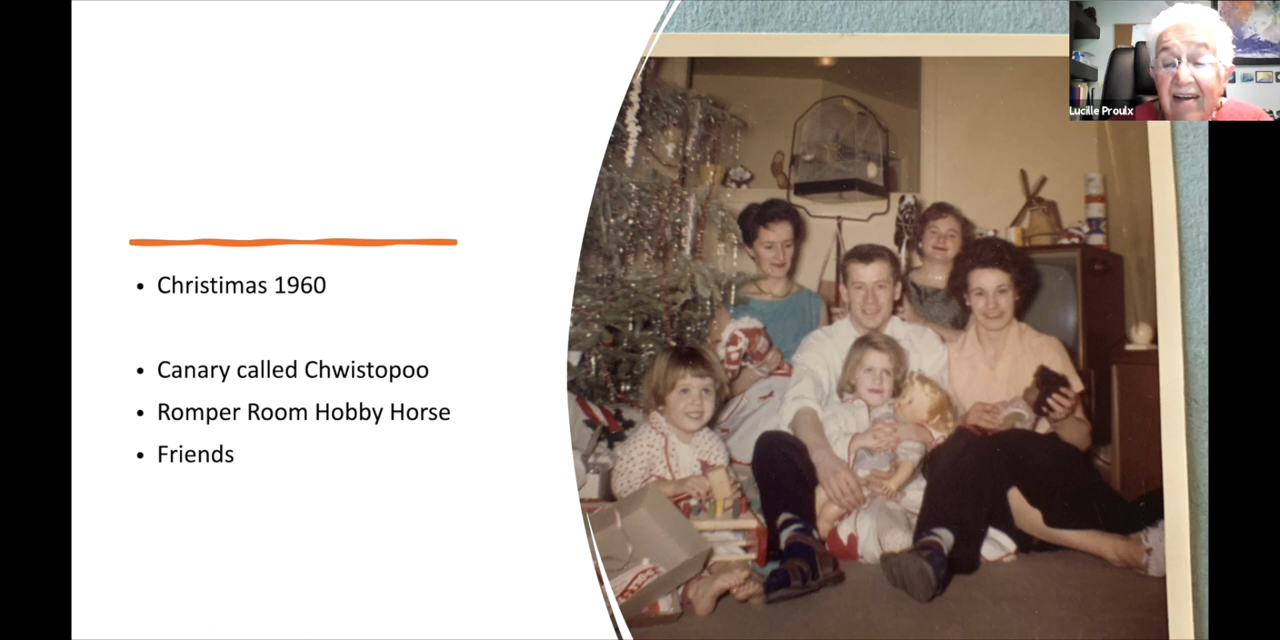 Lucille Proulx
Christmas 1960
Canary called Chwistopoo
Romper Room Hobby Horse
Friends